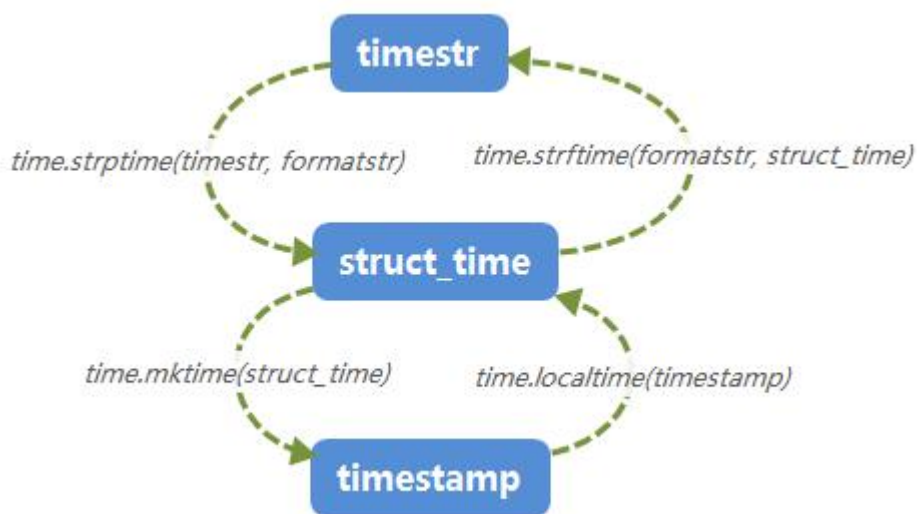 timestr
time.strptime(timestr, formatstr)
time.strftime(formatstr, struct_time)
struct_time
time.mktime(struct_time)
time.localtime(timestamp)
timestamp